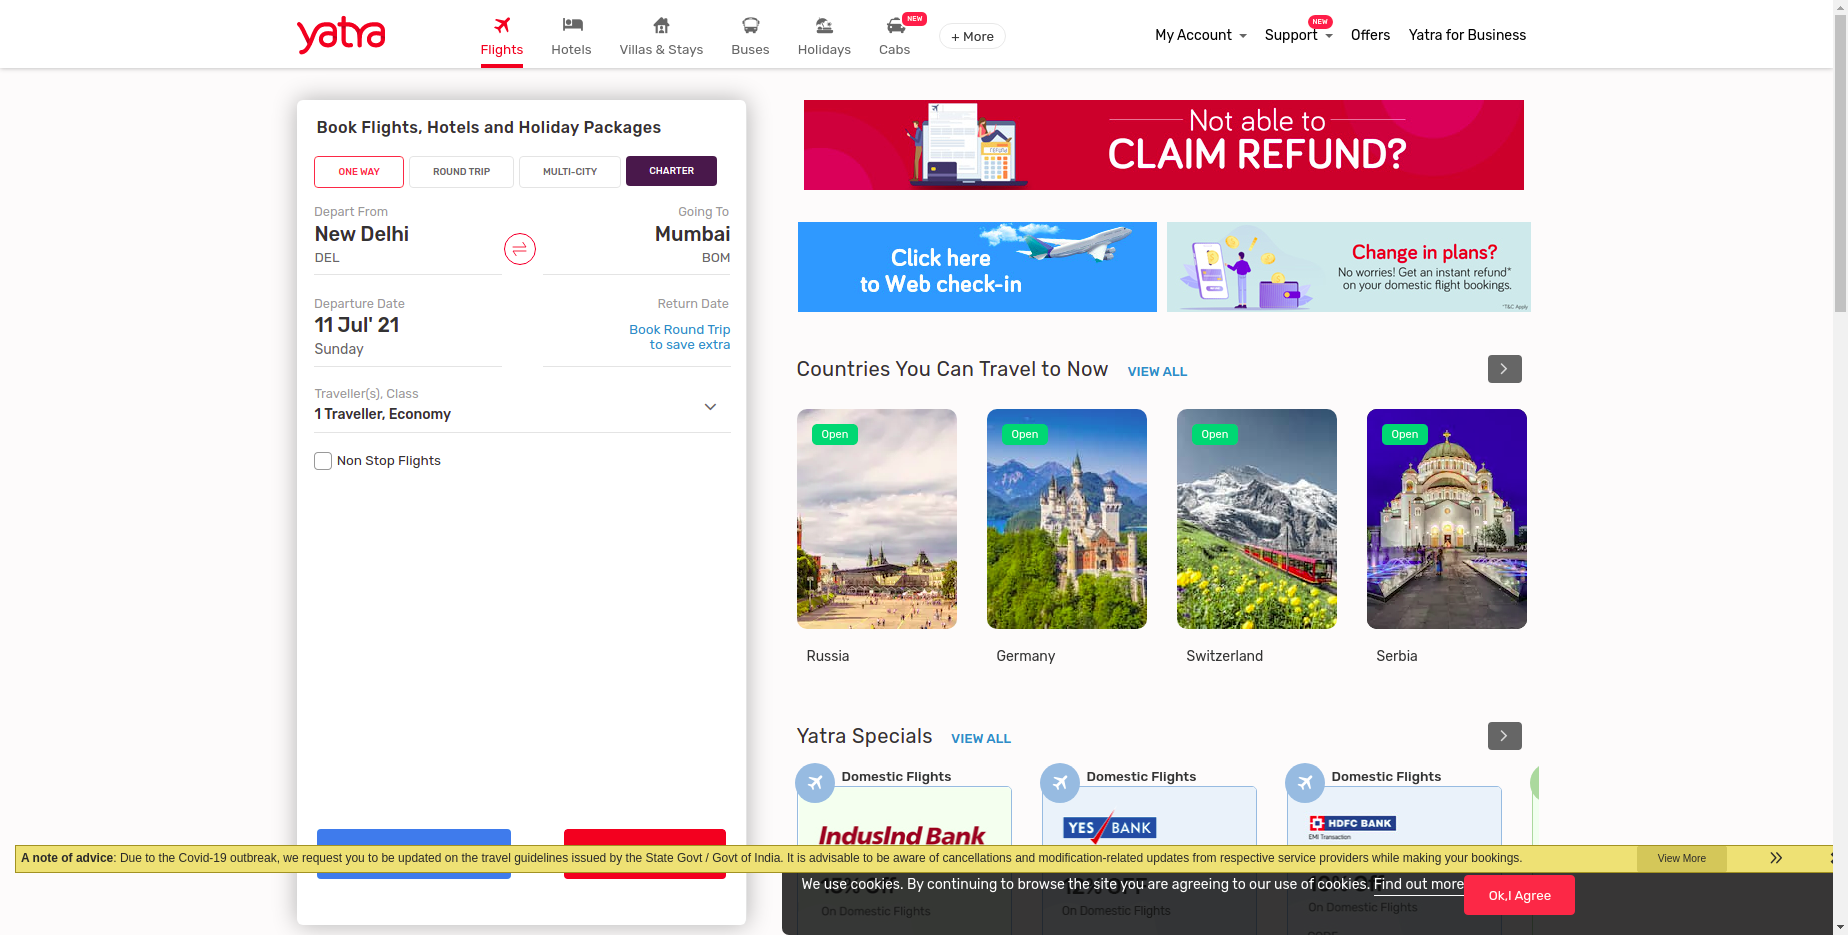 yatra
Flights
Hotels
Villas & Stays
Buses
Holidays
NEW
Cabs
+ More
My Account
NEW
Support
Offers
Yatra for Business
Book Flights, Hotels and Holiday Packages
ONE WAY
ROUND TRIP
MULTI-CITY
CHARTER
Depart From
Going To
New Delhi
Mumbai
DEL
BOM
Departure Date
Return Date
11 Jul' 21
Book Round Trip
to save extra
Sunday
Traveller(s), Class
1 Traveller, Economy
Non Stop Flights
Not able to
CLAIM REFUND?
Click here
to Web check-in
Change in plans?
No worries! Get an instant refund*
on your domestic flight bookings.
*T&C Apply
Countries You Can Travel to Now
VIEW ALL
Open
Open
Open
Open
Russia
Germany
Switzerland
Serbia
Yatra Specials
VIEW ALL
Domestic Flights
Domestic Flights
Domestic Flights
IndusInd Bank
YES BANK
HDFC BANK
EMI Transaction
A note of advice: Due to the Covid-19 outbreak, we request you to be updated on the travel guidelines issued by the State Govt / Govt of India. It is advisable to be aware of cancellations and modification-related updates from respective service providers while making your bookings.
View More
We use cookies. By continuing to browse the site you are agreeing to our use of cookies. Find out more
Ok,I Agree
On Domestic Flights
On Domestic Flights
On Domestic Flights